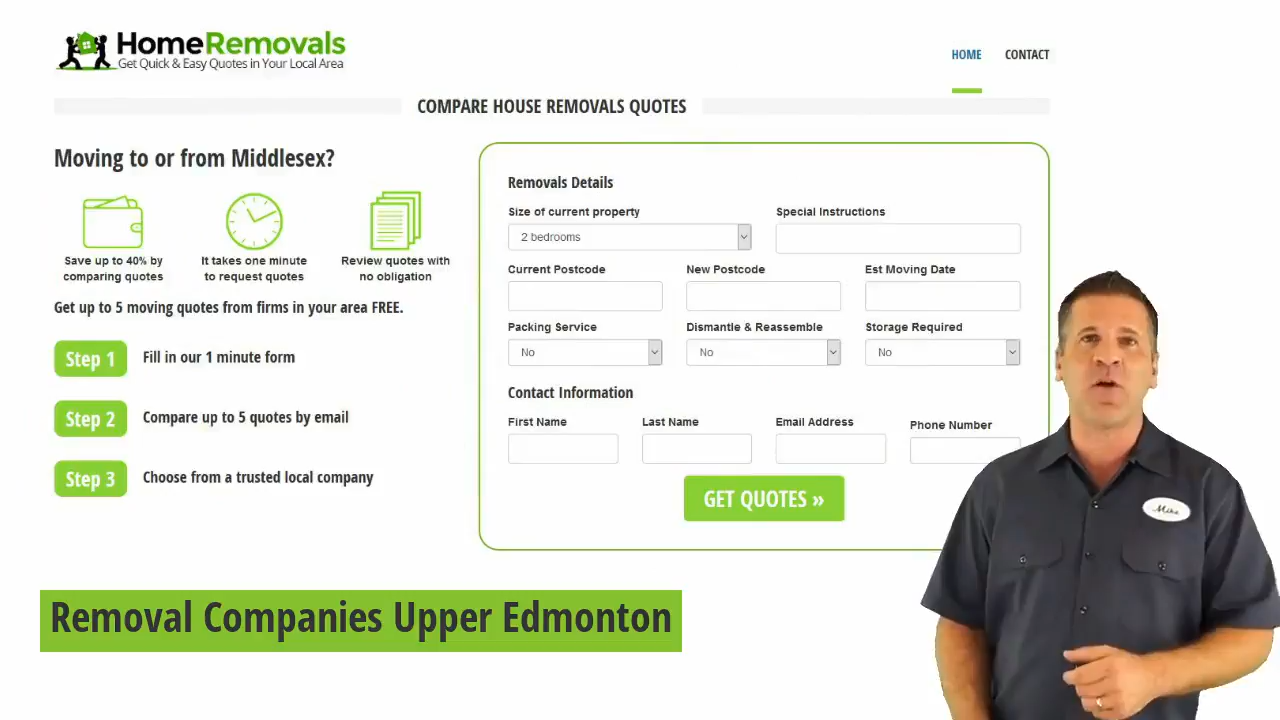 HomeRemovals
Get Quick & Easy Quotes in Your Local Area
HOME CONTACT
COMPARE HOUSE REMOVALS QUOTES
Moving to or from Middlesex?
Save up to 40% by
comparing quotes
It takes one minute
to request quotes
Review quotes with
no obligation
Get up to 5 moving quotes from firms in your area FREE.
Step 1 Fill in our 1 minute form
Step 2 Compare up to 5 quotes by email
Step 3 Choose from a trusted local company
Removals Details
Size of current property Special Instructions
2 bedrooms
Current Postcode New Postcode Est Moving Date
Packing Service Dismantle & Reassemble Storage Required
No No No
Contact Information
First Name Last Name Email Address Phone Number
GET QUOTES »
Mike
Removal Companies Upper Edmonton